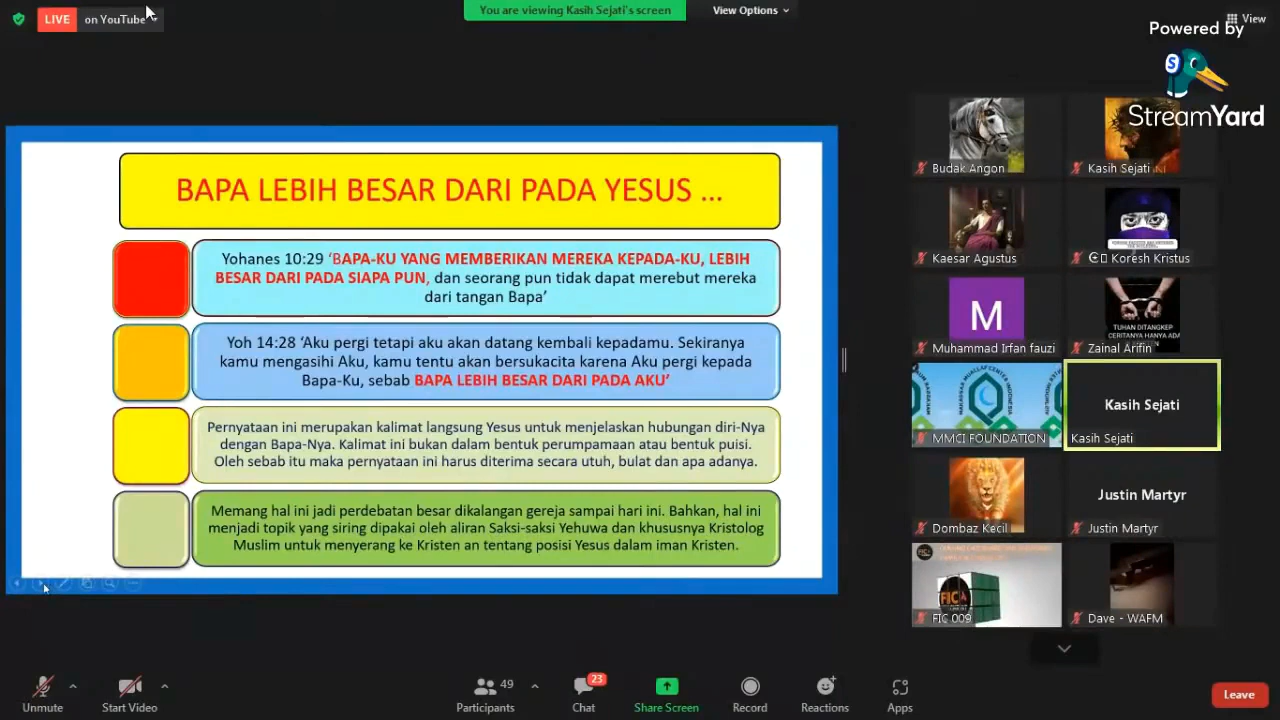 LIVE on YouTube
You are viewing Kasih Sejati's screen
View Options
View
Powered by
StreamYard
BAPA LEBIH BESAR DARI PADA YESUS ...
Yohanes 10:29 ‘BAPA-KU YANG MEMBERIKAN MEREKA KEPADA-KU, LEBIH
BESAR DARI PADA SIAPA PUN, dan seorang pun tidak dapat merebut mereka
dari tangan Bapa’
Yoh 14:28 ‘Aku pergi tetapi aku akan datang kembali kepadamu. Sekiranya
kamu mengasihi Aku, kamu tentu akan bersukacita karena Aku pergi kepada
Bapa-Ku, sebab BAPA LEBIH BESAR DARI PADA AKU’
Pernyataan ini merupakan kalimat langsung Yesus untuk menjelaskan hubungan diri-Nya
dengan Bapa-Nya. Kalimat ini bukan dalam bentuk perumpamaan atau bentuk puisi.
Oleh sebab itu maka pernyataan ini harus diterima secara utuh, bulat dan apa adanya.
Memang hal ini jadi perdebatan besar dikalangan gereja sampai hari ini. Bahkan, hal ini
menjadi topik yang siring dipakai oleh aliran Saksi-saksi Yehuwa dan khususnya Kristolog
Muslim untuk menyerang ke Kristen an tentang posisi Yesus dalam iman Kristen.
Budak Angon
Kasih Sejati
Kaesar Agustus
Koresh Kristus
M
Muhammad Irfan fauzi
TUHAN DITANGKEP
CERITANYA HANYA ADA
Zainal Arifin
MUALLAF CENTER
MMCI FOUNDATION
Kasih Sejati
Kasih Sejati
Dombaz Kecil
Justin Martyr
Justin Martyr
FIC
FIC 009
Dave - WAFM
Unmute
Start Video
49
Participants
23
Chat
Share Screen
Record
Reactions
Apps
Leave